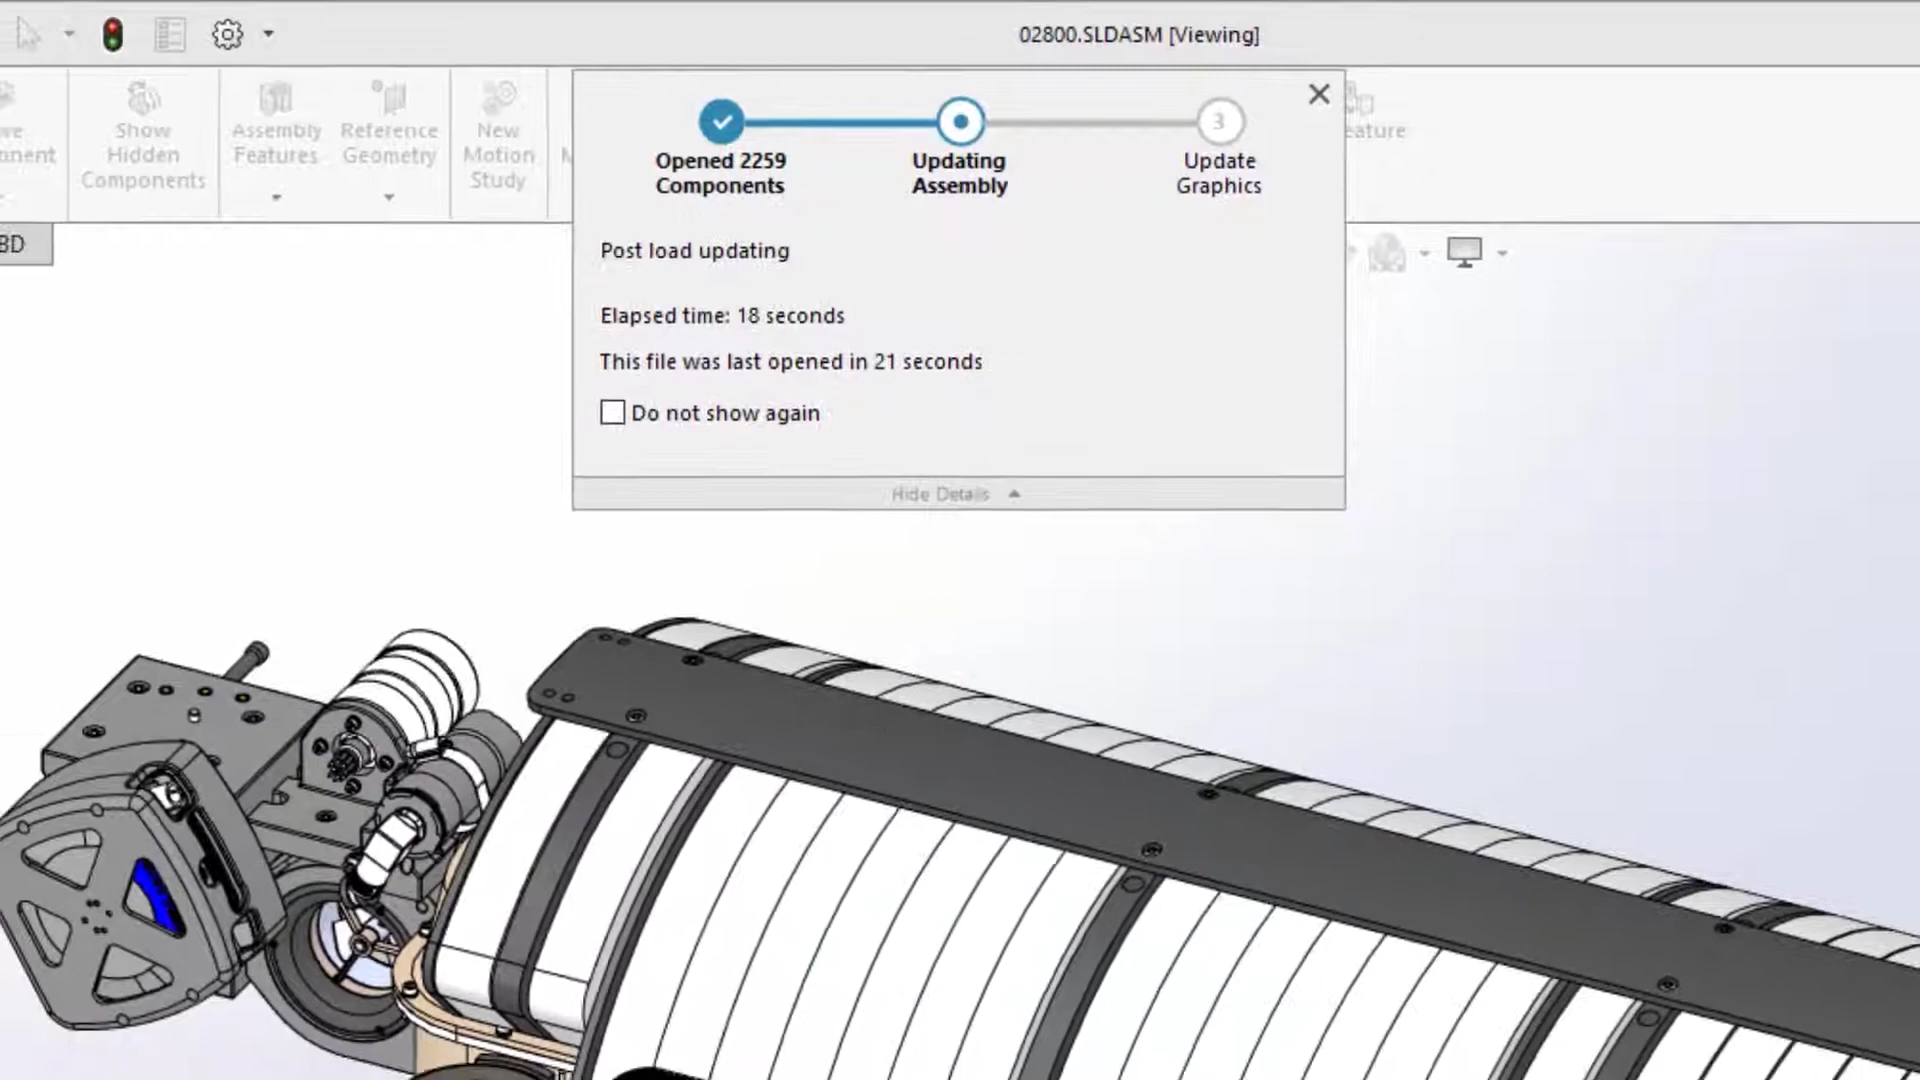 02800.SLDASM [Viewing]
Show
Hidden
Components
Assembly
Features
Reference
Geometry
New
Motion
Study
Opened 2259
Components
Updating
Assembly
3
Update
Graphics
Post load updating
Elapsed time: 18 seconds
This file was last opened in 21 seconds
Do not show again
Hide Details